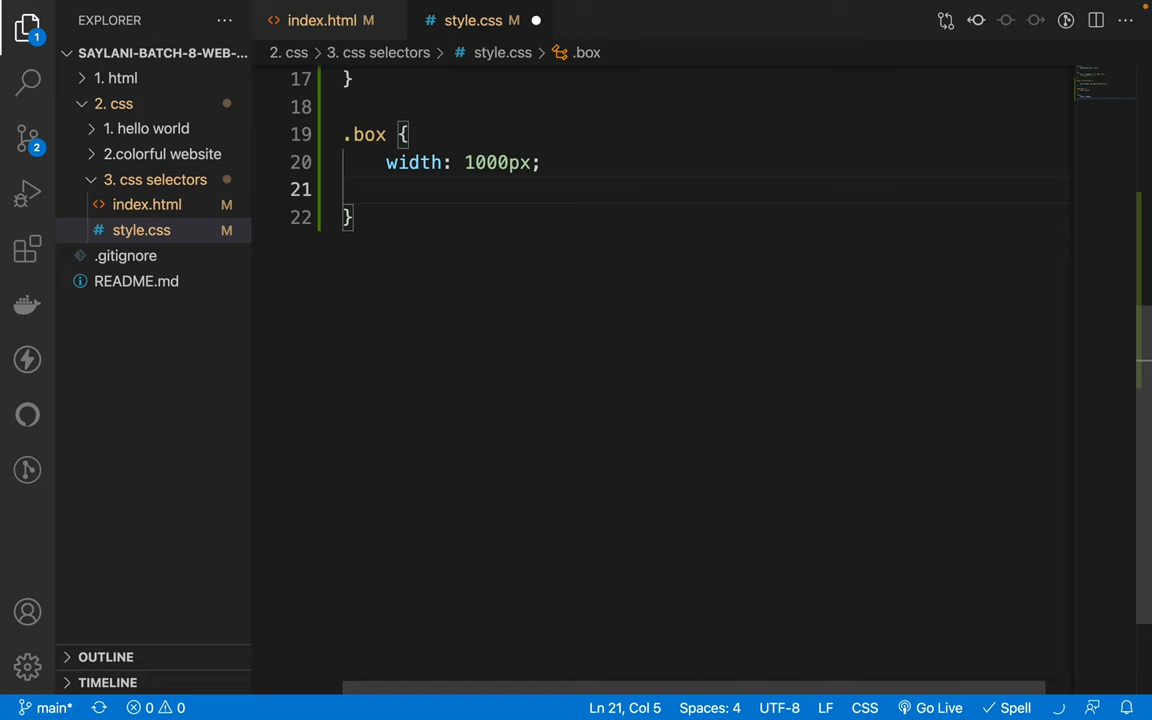 EXPLORER
SAYLANI-BATCH-8-WEB-...
1. html
2. css
1. hello world
2.colorful website
3. css selectors
index.html M
style.css M
.gitignore
README.md
OUTLINE
TIMELINE
index.html M
style.css M
2. css > 3. css selectors > # style.css > .box
17 }
18
19 .box {
20 width: 1000px;
21
22 }
1
2
main*
0 0
Ln 21, Col 5
Spaces: 4
UTF-8
LF
CSS
Go Live
Spell